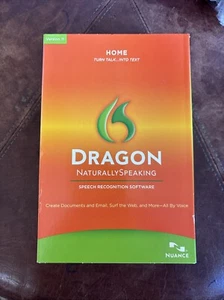 HOME
TURN TALK...INTO TEXT
DRAGON
NATURALLYSPEAKING
SPEECH RECOGNITION SOFTWARE
Create Documents and Email, Surf the Web, and More—All By Voice
NUANCE